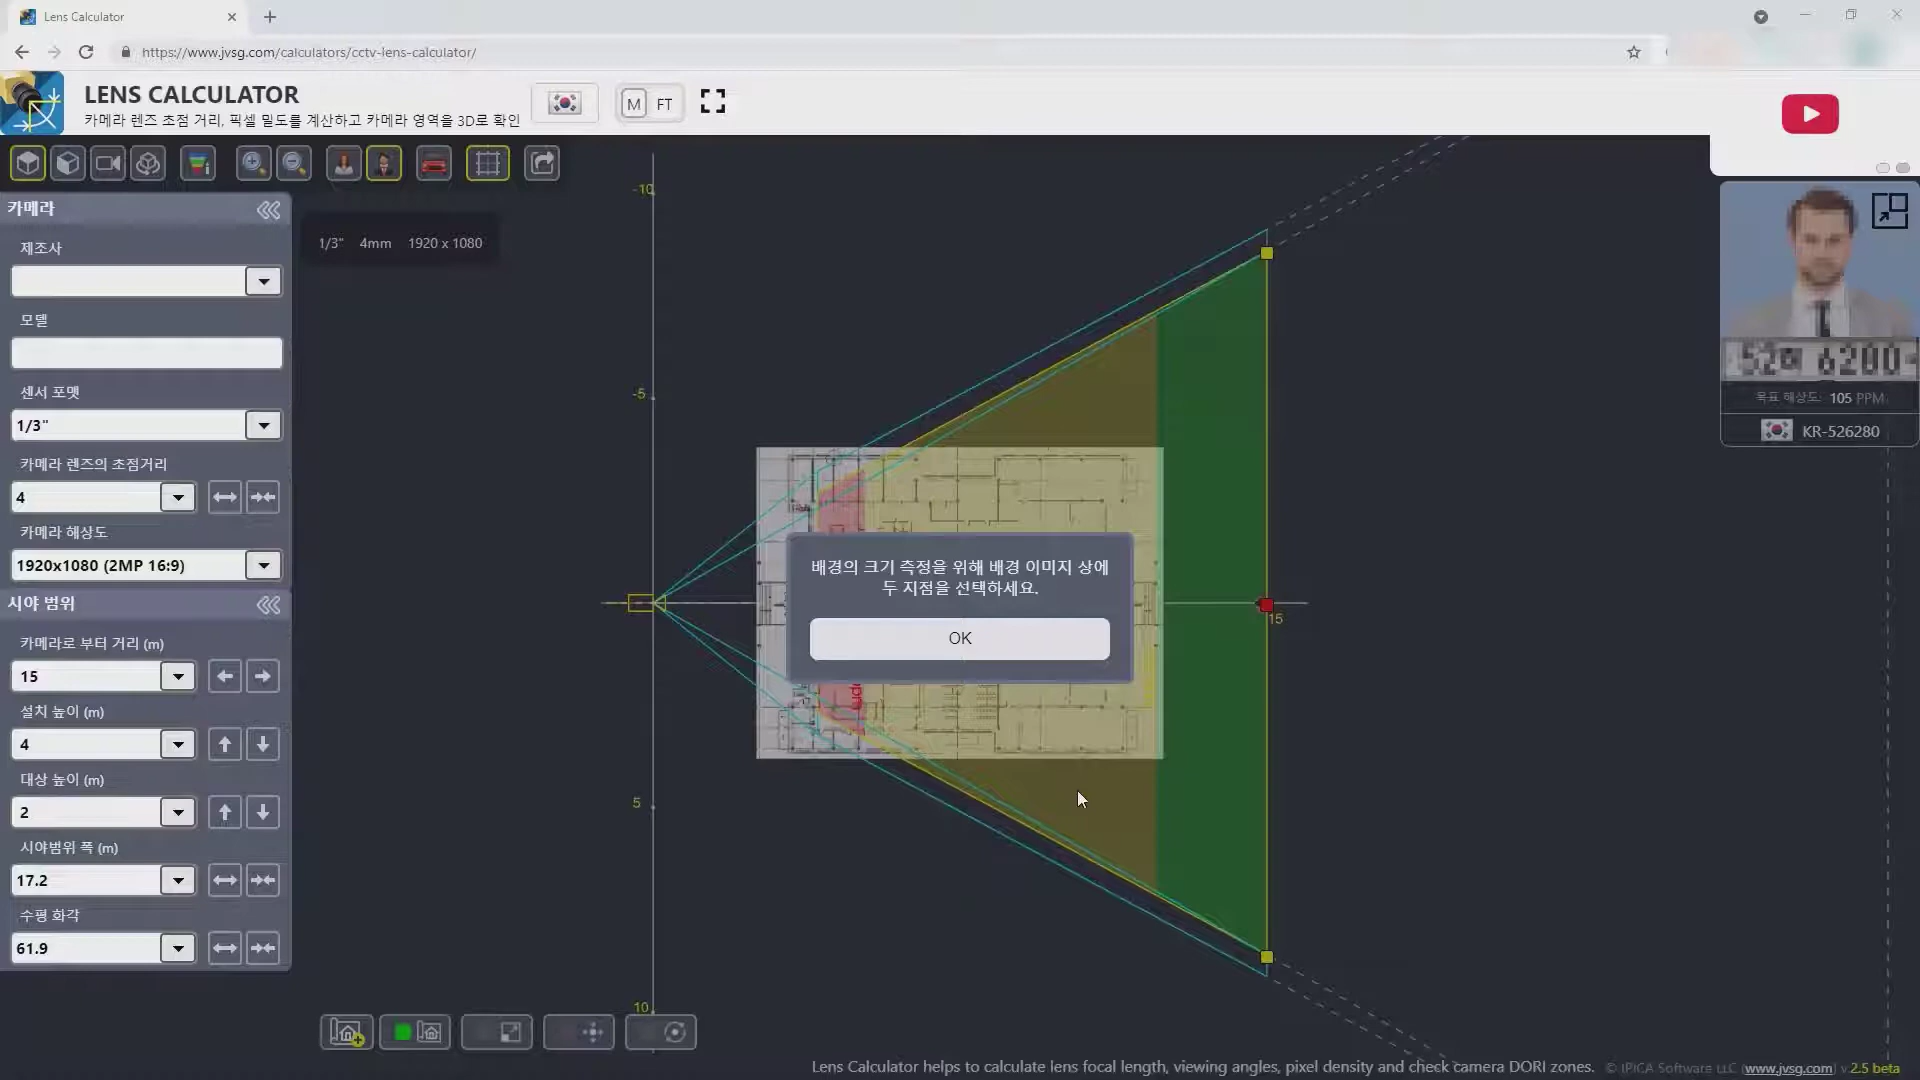 Lens Calculator
https://www.jvsg.com/calculators/cctv-lens-calculator/
LENS CALCULATOR
카메라 렌즈 초점 거리, 픽셀 밀도를 계산하고 카메라 영역을 3D로 확인
M FT
카메라
제조사
모델
센서 포맷
1/3"
카메라 렌즈의 초점거리
4
카메라 해상도
1920x1080 (2MP 16:9)
시야 범위
카메라로 부터 거리 (m)
15
설치 높이 (m)
4
대상 높이 (m)
2
시야범위 폭 (m)
17.2
수평 화각
61.9
1/3" 4mm 1920 x 1080
-10
-5
5
10
15
배경의 크기 측정을 위해 배경 이미지 상에
두 지점을 선택하세요.
OK
목표 해상도: 105 PPM
KR-526280
Lens Calculator helps to calculate lens focal length, viewing angles, pixel density and check camera DORI zones.
© IPICA Software LLC (www.jvsg.com) v 2.5 beta